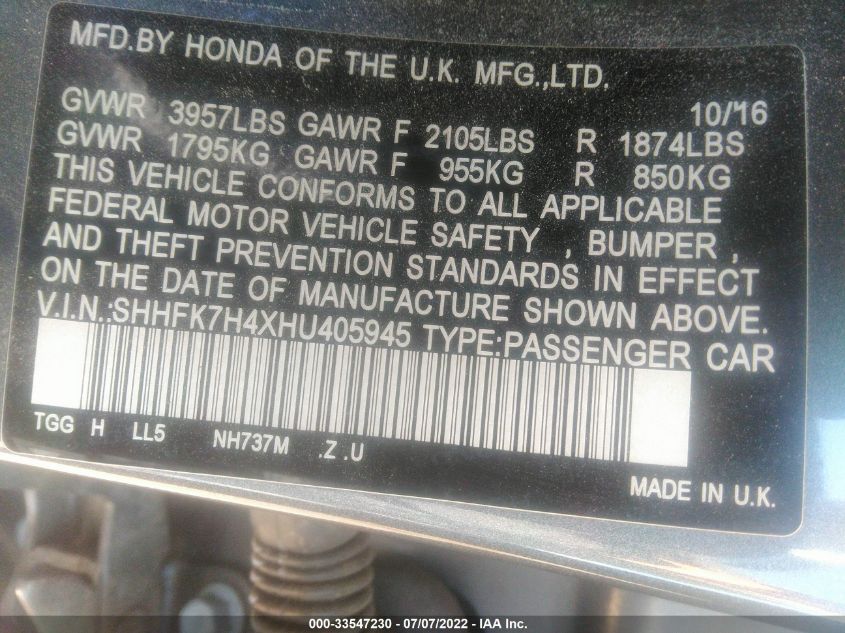 MFD.BY HONDA OF THE U.K. MFG.,LTD.
10/'16
GVWR 3957LBS GAWR F 2105LBS R 1874LBS
GVWR 1795KG GAWR F 955KG R 850KG
THIS VEHICLE CONFORMS TO ALL APPLICABLE
FEDERAL MOTOR VEHICLE SAFETY , BUMPER ,
AND THEFT PREVENTION STANDARDS IN EFFECT
ON THE DATE OF MANUFACTURE SHOWN ABOVE.
V.I.N.:SHHFK7H4XHU405945 TYPE:PASSENGER CAR
TGG H LL5 NH737M .Z .U
MADE IN U.K.
000-33547230 - 07/07/2022 - IAA Inc.